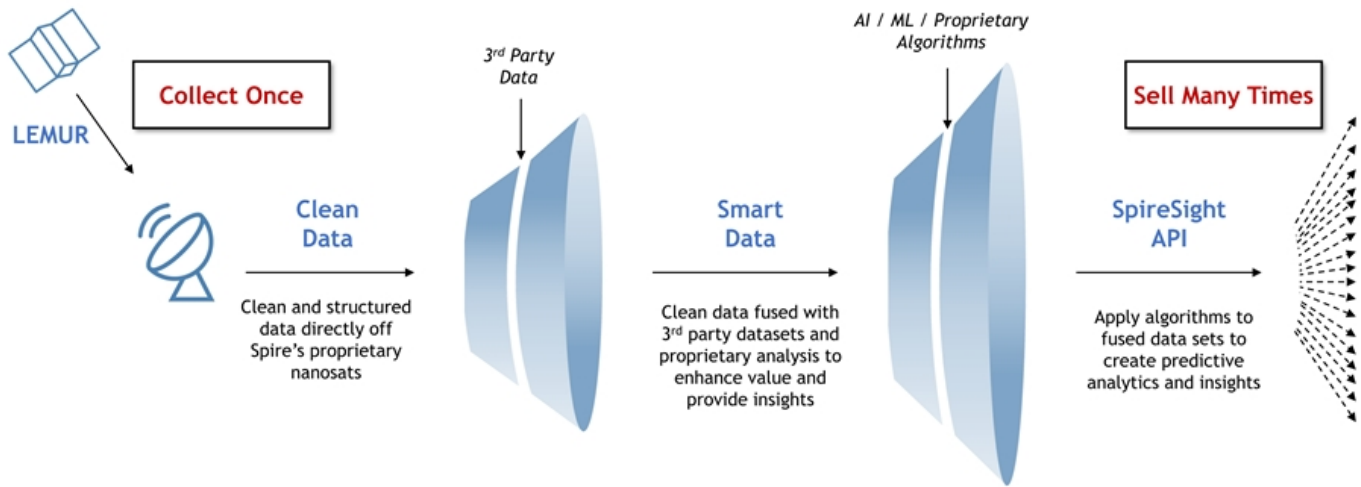 LEMUR
Collect Once
Clean
Data
Clean and structured
data directly off
Spire’s proprietary
nanosats
3rd Party
Data
Smart
Data
Clean data fused with
3rd party datasets and
proprietary analysis to
enhance value and
provide insights
AI / ML / Proprietary
Algorithms
Sell Many Times
SpireSight
API
Apply algorithms to
fused data sets to
create predictive
analytics and insights